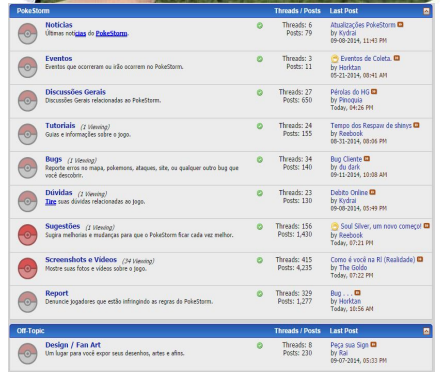 PokeStorm Threads / Posts Last Post
Notícias
Últimas notícias do PokeStorm.
Threads: 6
Posts: 79
Atualizações PokeStorm
by Kydrai
09-08-2014, 11:43 PM
Eventos
Eventos que ocorreram ou irão ocorrem no PokeStorm.
Threads: 3
Posts: 11
Eventos de Coleta.
by Horktan
05-21-2014, 08:41 AM
Discussões Gerais
Discussões Gerais relacionadas ao PokeStorm.
Threads: 27
Posts: 650
Pérolas do HG
by Pinoquia
Today, 04:26 PM
Tutoriais (1 Viewing)
Guias e informações sobre o jogo.
Threads: 24
Posts: 155
Tempo dos Respaw de shinys
by Reebook
08-31-2014, 08:06 PM
Bugs (1 Viewing)
Reporte erros no mapa, pokemons, ataques, site, ou qualquer outro bug que
você descobrir.
Threads: 34
Posts: 140
Bug Cliente
by du dark
09-11-2014, 10:08 AM
Dúvidas (1 Viewing)
Tire suas dúvidas relacionadas ao jogo.
Threads: 23
Posts: 130
Debito Online
by Kydrai
09-08-2014, 05:49 PM
Sugestões (1 Viewing)
Sugira melhorias e mudanças para que o PokeStorm fique cada vez melhor.
Threads: 156
Posts: 1,430
Soul Silver, um novo começo!
by Reebook
Today, 07:21 PM
Screenshots e Vídeos (34 Viewing)
Mostre suas fotos e videos sobre o jogo.
Threads: 415
Posts: 4,235
Como é você na Rl (Realidade)
by The Goldo
Today, 07:22 PM
Report
Denuncie jogadores que estão infringindo as regras do PokeStorm.
Threads: 329
Posts: 1,277
Bug . . .
by Horktan
Today, 10:56 AM
Off-Topic Threads / Posts Last Post
Design / Fan Art
Um lugar para você expor seus desenhos, artes e afins.
Threads: 8
Posts: 230
Peça sua Sign
by Rai
09-07-2014, 05:33 PM